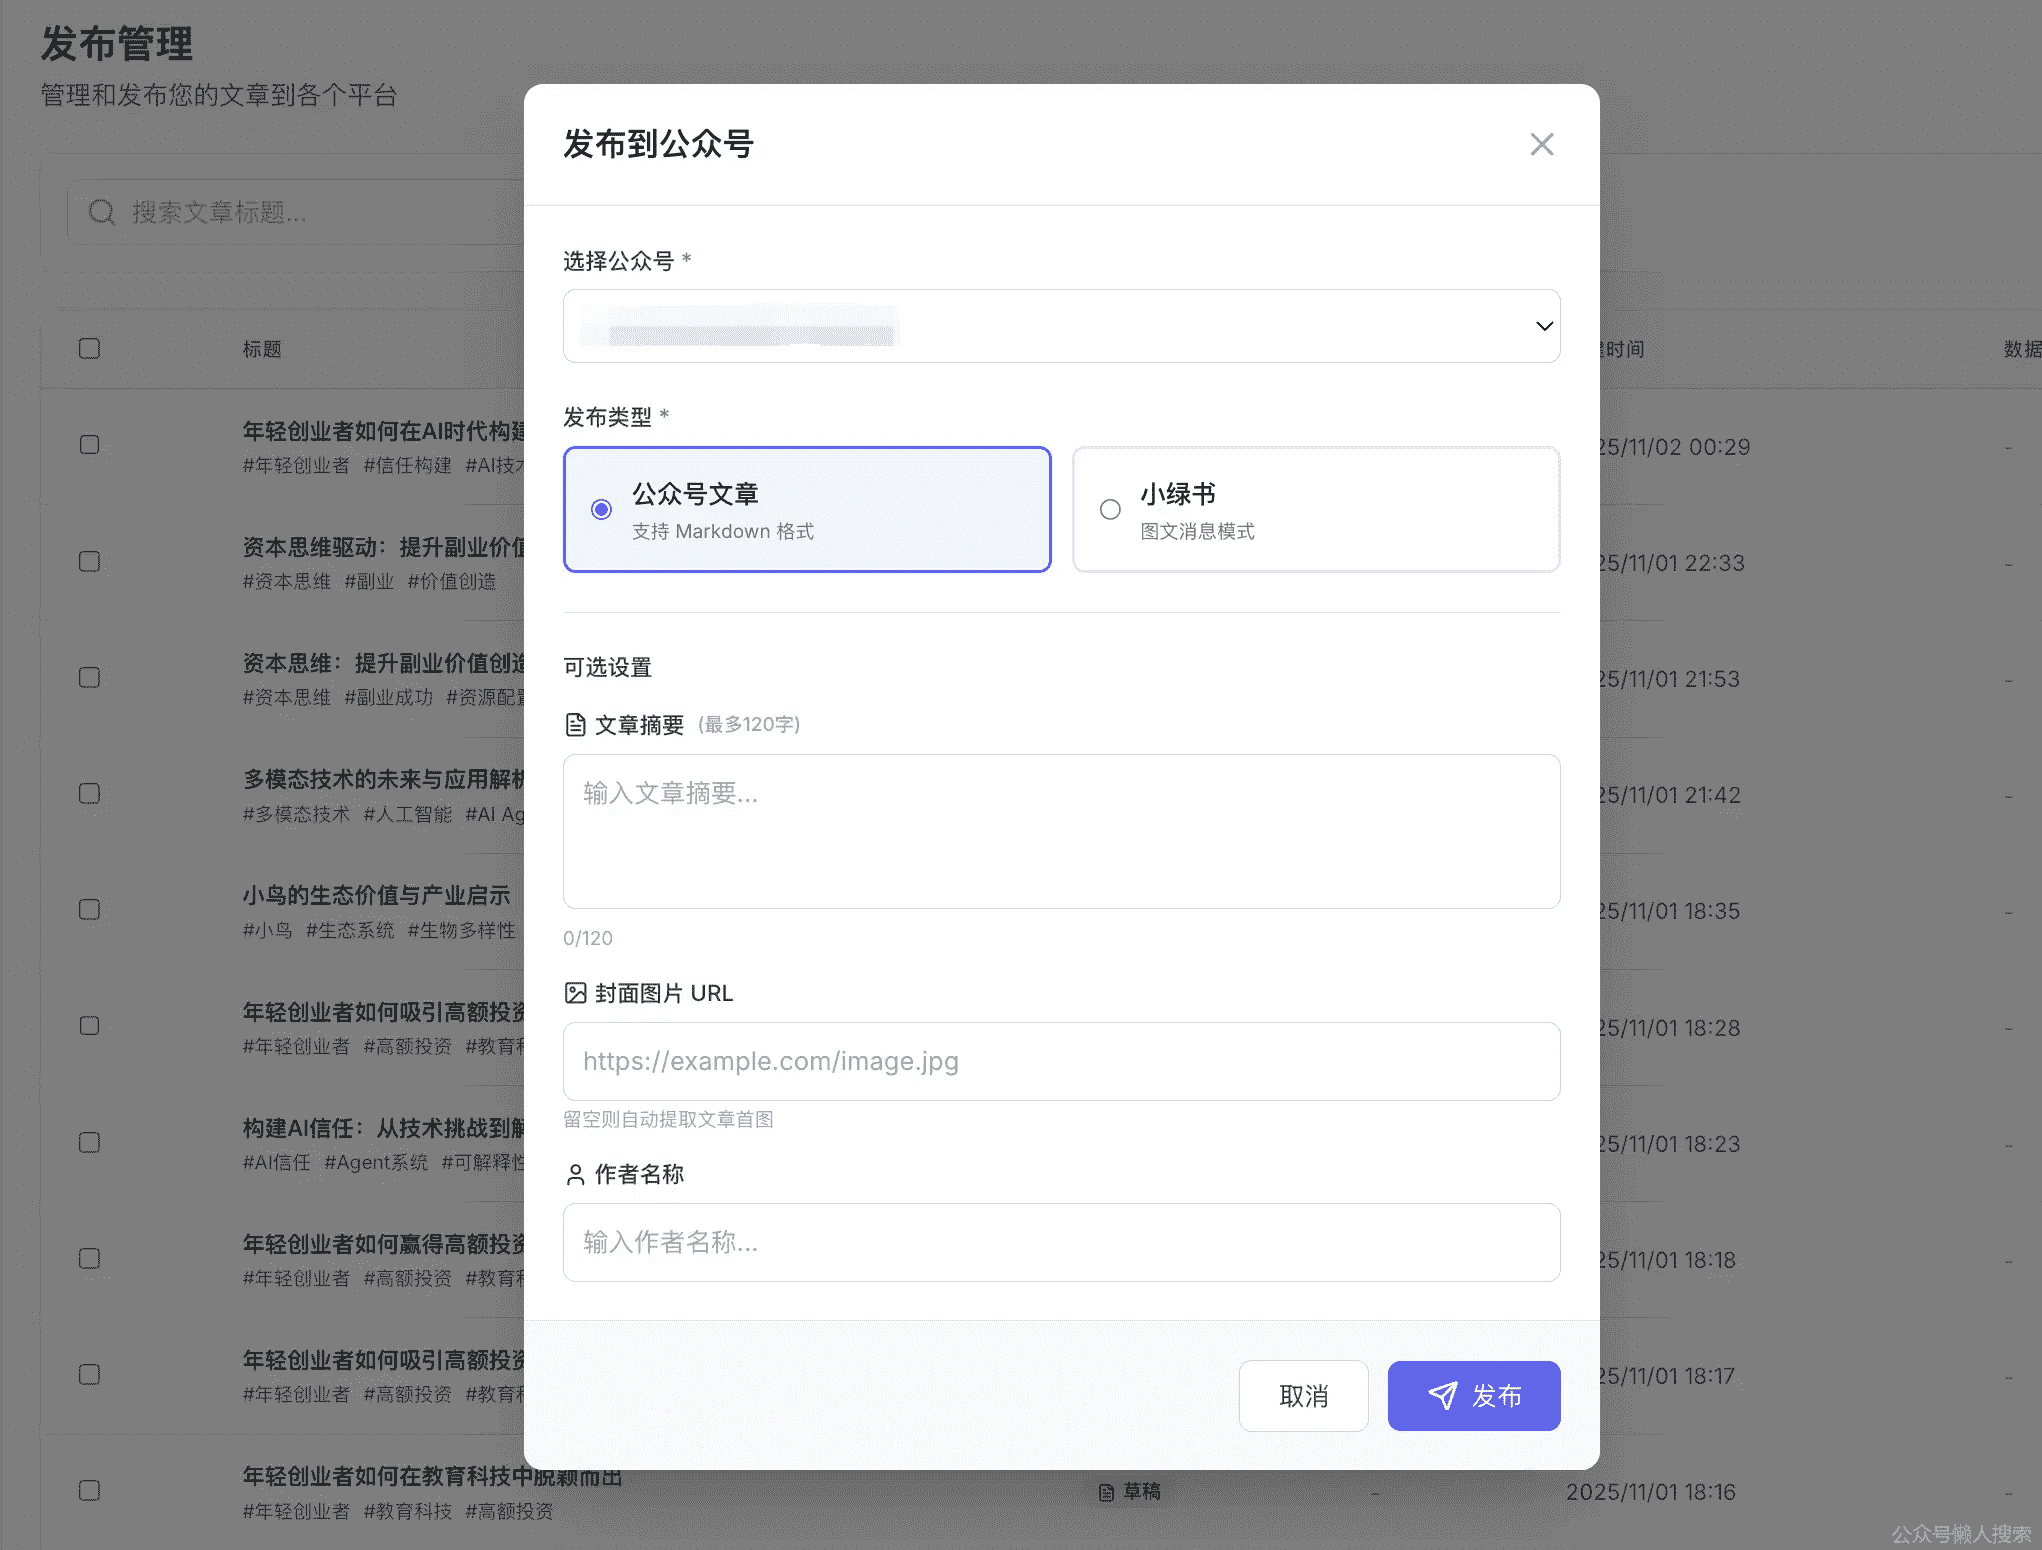 发布管理
管理和发布您的文章到各个平台
搜索文章标题...
发布到公众号
选择公众号 *
发布类型 *
公众号文章
支持 Markdown 格式
小绿书
图文消息模式
可选设置
文章摘要 (最多120字)
输入文章摘要...
0/120
封面图片 URL
https://example.com/image.jpg
留空则自动提取文章首图
作者名称
输入作者名称...
取消
发布
标题
时间
数据
年轻创业者如何在AI时代构建
#年轻创业者 #信任构建 #AI技术
25/11/02 00:29
-
资本思维驱动：提升副业价值
#资本思维 #副业 #价值创造
25/11/01 22:33
-
资本思维：提升副业价值创造
#资本思维 #副业成功 #资源配置
25/11/01 21:53
-
多模态技术的未来与应用解析
#多模态技术 #人工智能 #AI Ag
25/11/01 21:42
-
小鸟的生态价值与产业启示
#小鸟 #生态系统 #生物多样性
25/11/01 18:35
-
年轻创业者如何吸引高额投资
#年轻创业者 #高额投资 #教育科
25/11/01 18:28
-
构建AI信任：从技术挑战到解
#AI信任 #Agent系统 #可解释性
25/11/01 18:23
-
年轻创业者如何赢得高额投资
#年轻创业者 #高额投资 #教育科
25/11/01 18:18
-
年轻创业者如何吸引高额投资
#年轻创业者 #高额投资 #教育科
25/11/01 18:17
-
年轻创业者如何在教育科技中脱颖而出
#年轻创业者 #教育科技 #高额投资
草稿
-
2025/11/01 18:16
-
公众号懒人搜索